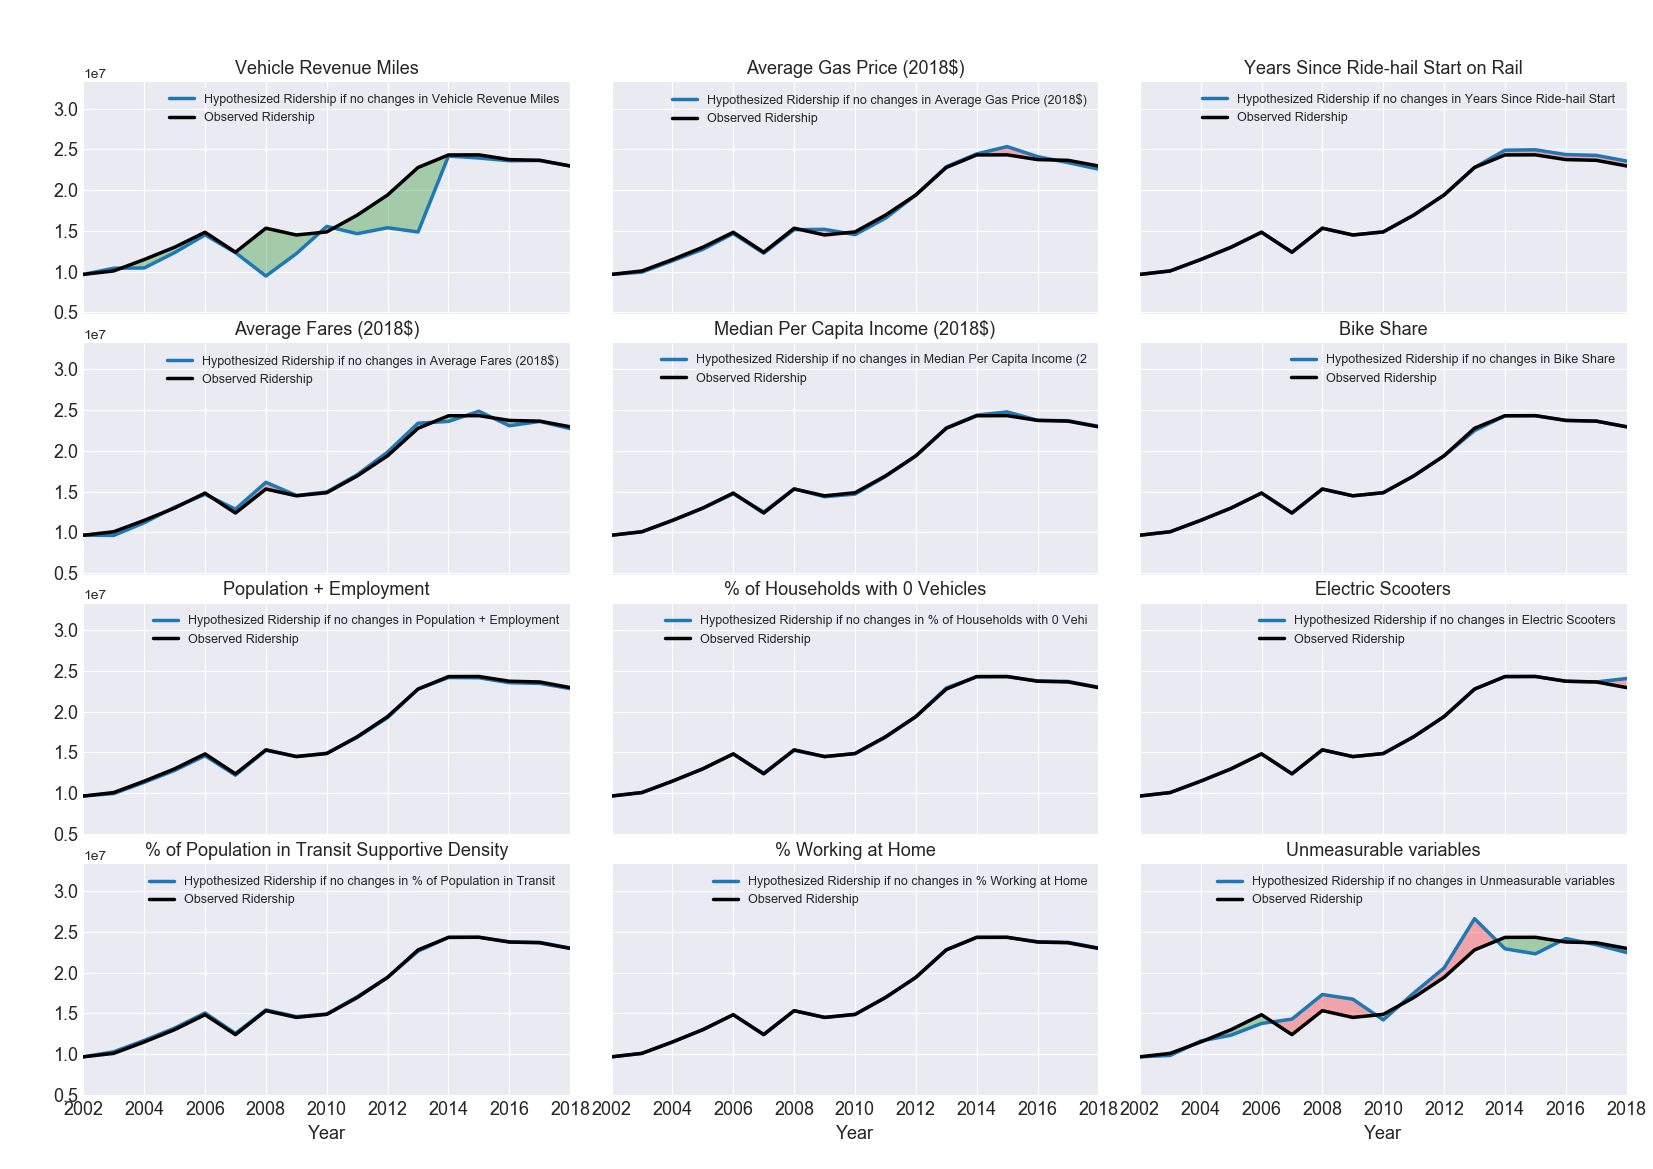 Vehicle Revenue Miles
1e7
Hypothesized Ridership if no changes in Vehicle Revenue Miles
Observed Ridership
3.0
2.5
2.0
1.5
1.0
0.5
Average Gas Price (2018$)
Hypothesized Ridership if no changes in Average Gas Price (2018$)
Observed Ridership
Years Since Ride-hail Start on Rail
Hypothesized Ridership if no changes in Years Since Ride-hail Start
Observed Ridership
Average Fares (2018$)
1e7
Hypothesized Ridership if no changes in Average Fares (2018$)
Observed Ridership
3.0
2.5
2.0
1.5
1.0
0.5
Median Per Capita Income (2018$)
Hypothesized Ridership if no changes in Median Per Capita Income (2
Observed Ridership
Bike Share
Hypothesized Ridership if no changes in Bike Share
Observed Ridership
Population + Employment
1e7
Hypothesized Ridership if no changes in Population + Employment
Observed Ridership
3.0
2.5
2.0
1.5
1.0
0.5
% of Households with 0 Vehicles
Hypothesized Ridership if no changes in % of Households with 0 Vehi
Observed Ridership
Electric Scooters
Hypothesized Ridership if no changes in Electric Scooters
Observed Ridership
% of Population in Transit Supportive Density
1e7
Hypothesized Ridership if no changes in % of Population in Transit
Observed Ridership
3.0
2.5
2.0
1.5
1.0
0.5
2002 2004 2006 2008 2010 2012 2014 2016 2018
Year
% Working at Home
Hypothesized Ridership if no changes in % Working at Home
Observed Ridership
2002 2004 2006 2008 2010 2012 2014 2016 2018
Year
Unmeasurable variables
Hypothesized Ridership if no changes in Unmeasurable variables
Observed Ridership
2002 2004 2006 2008 2010 2012 2014 2016 2018
Year